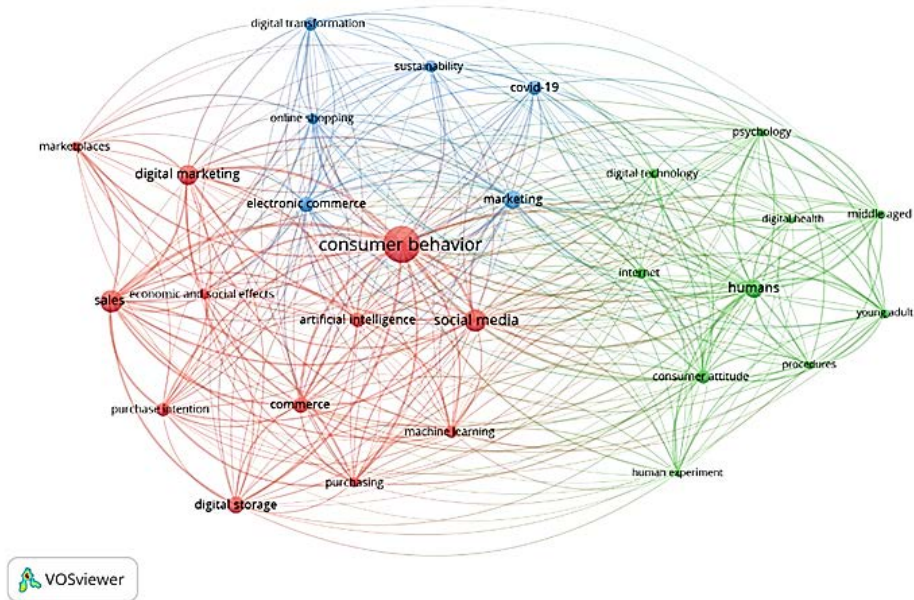 digital transformation
sustainability
covid-19
online shopping
psychology
marketplaces
digital marketing
digital technology
electronic commerce
marketing
digital health
middle aged
consumer behavior
internet
humans
sales
economic and social effects
young adult
artificial intelligence
social media
procedures
consumer attitude
purchase intention
commerce
machine learning
human experiment
purchasing
digital storage
VOSviewer